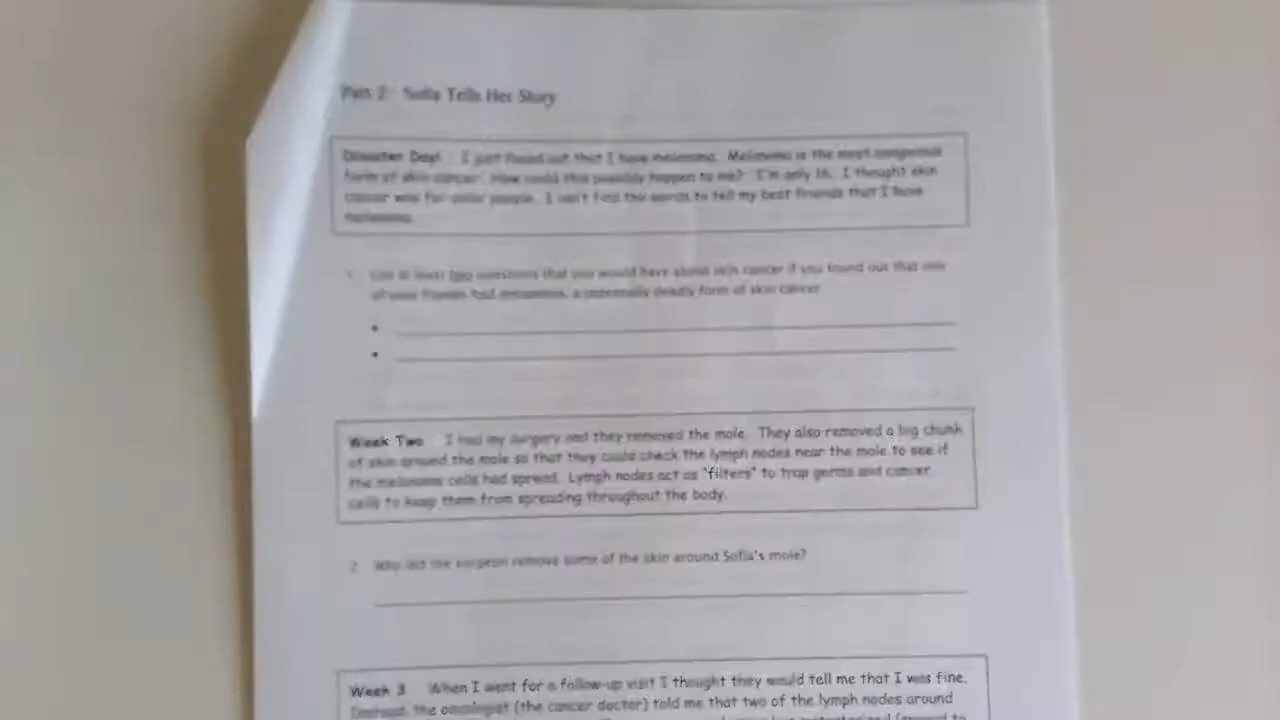 Part 2: Sofia Tells Her Story
Disaster Day! I just found out that I have melanoma. Melanoma is the most dangerous
form of skin cancer. How could this possibly happen to me? I'm only 16. I thought skin
cancer was for older people. I can't find the words to tell my best friends that I have
melanoma.
1. List at least two questions that you would have about skin cancer if you found out that one
of your friends had melanoma, a potentially deadly form of skin cancer.
Week Two I had my surgery and they removed the mole. They also removed a big chunk
of skin around the mole so that they could check the lymph nodes near the mole to see if
the melanoma cells had spread. Lymph nodes act as "filters" to trap germs and cancer
cells to keep them from spreading throughout the body.
2. Why did the surgeon remove some of the skin around Sofia's mole?
Week 3 When I went for a follow-up visit I thought they would tell me that I was fine.
Instead, the oncologist (the cancer doctor) told me that two of the lymph nodes around